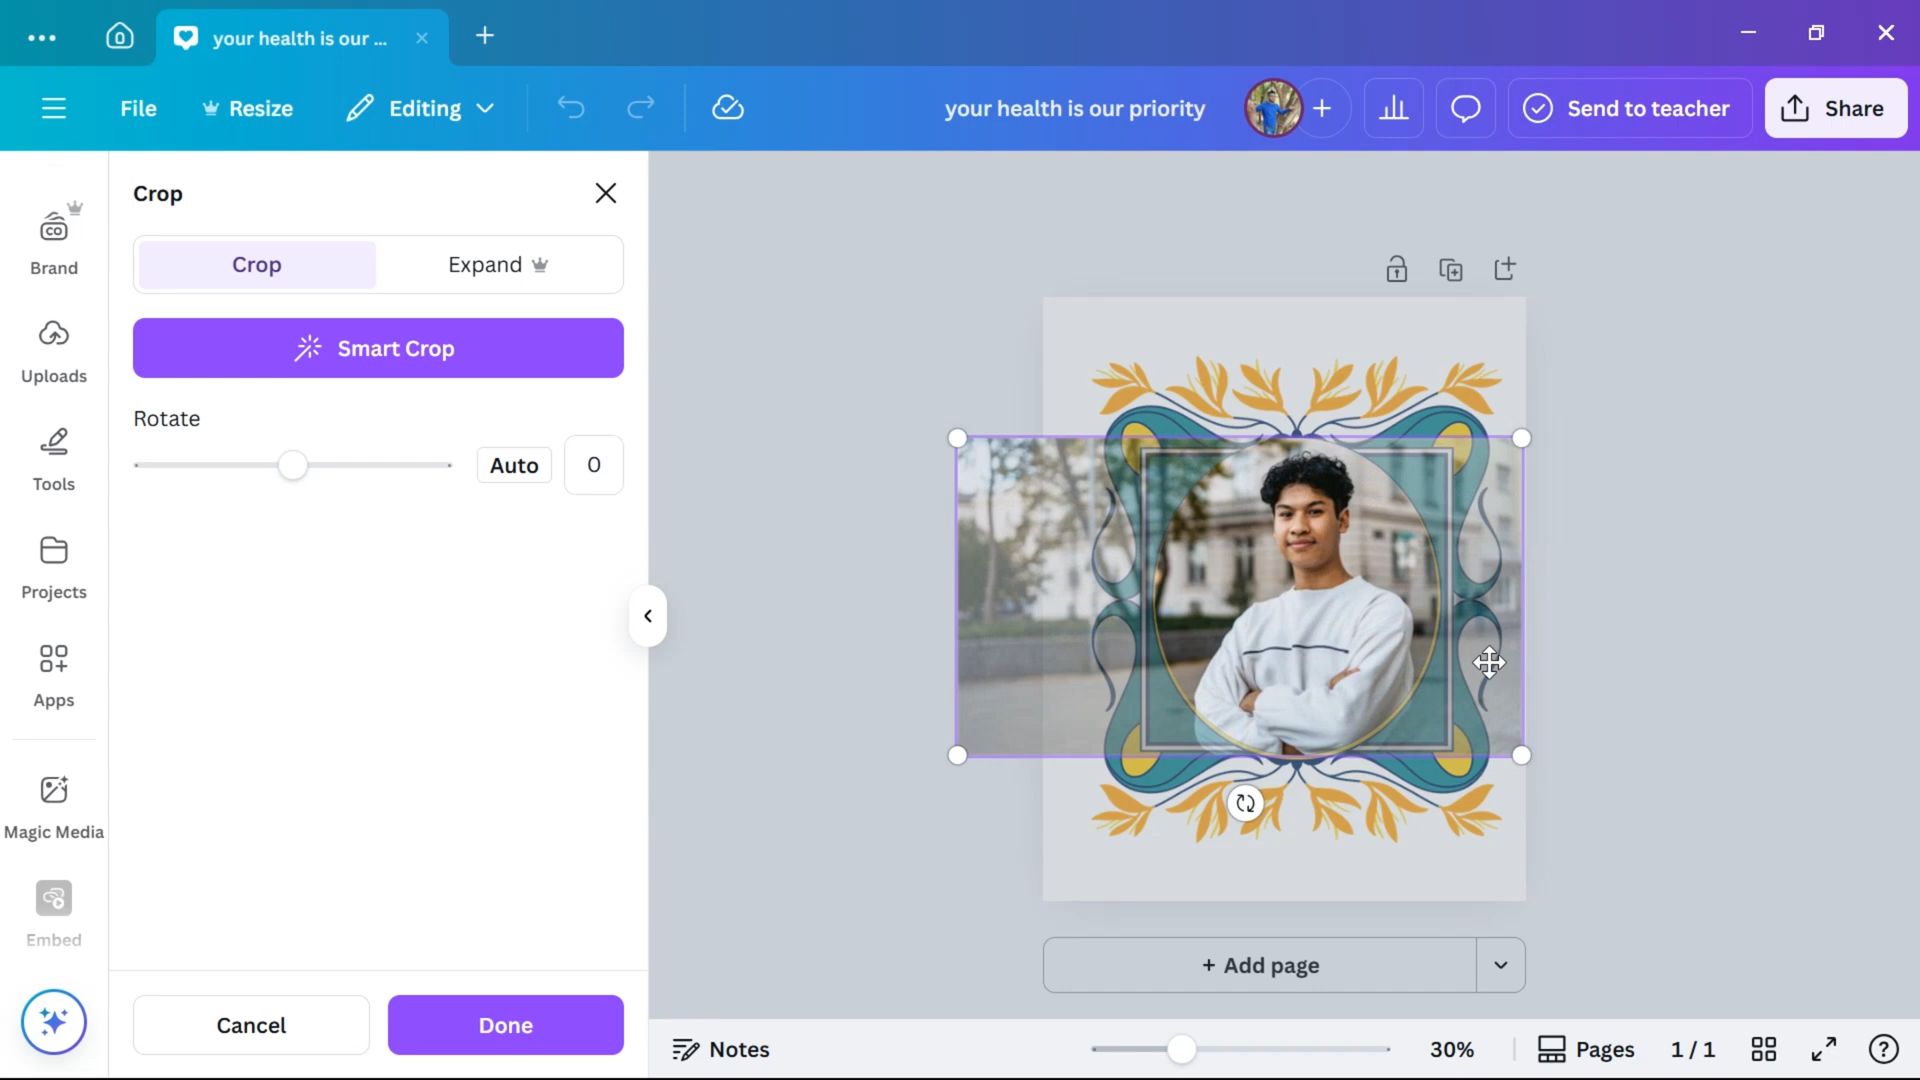 your health is our ...
File
Resize
Editing
your health is our priority
Send to teacher
Share
Brand
Uploads
Tools
Projects
Apps
Magic Media
Embed
Crop
Crop
Expand
Smart Crop
Rotate
Auto
0
Cancel
Done
+ Add page
Notes
30%
Pages
1 / 1